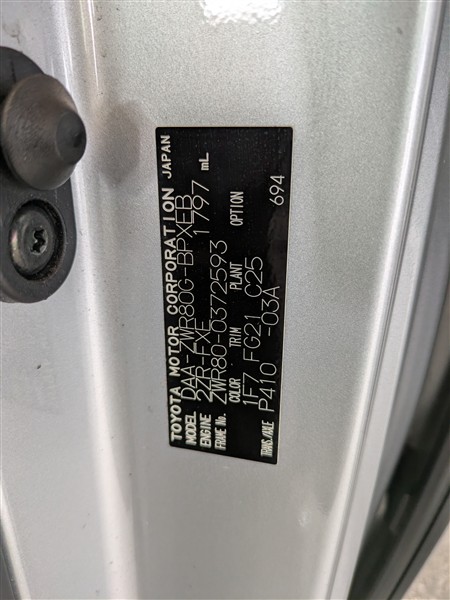 TOYOTA MOTOR CORPORATION JAPAN
MODEL DAA-ZWR80G-BPXEB
ENGINE 2ZR-FXE 1797 mL
FRAME No. ZWR80-0372593
COLOR TRIM PLANT OPTION
1F7 FG21 C25 694
TRANS./AXLE P410 -03A